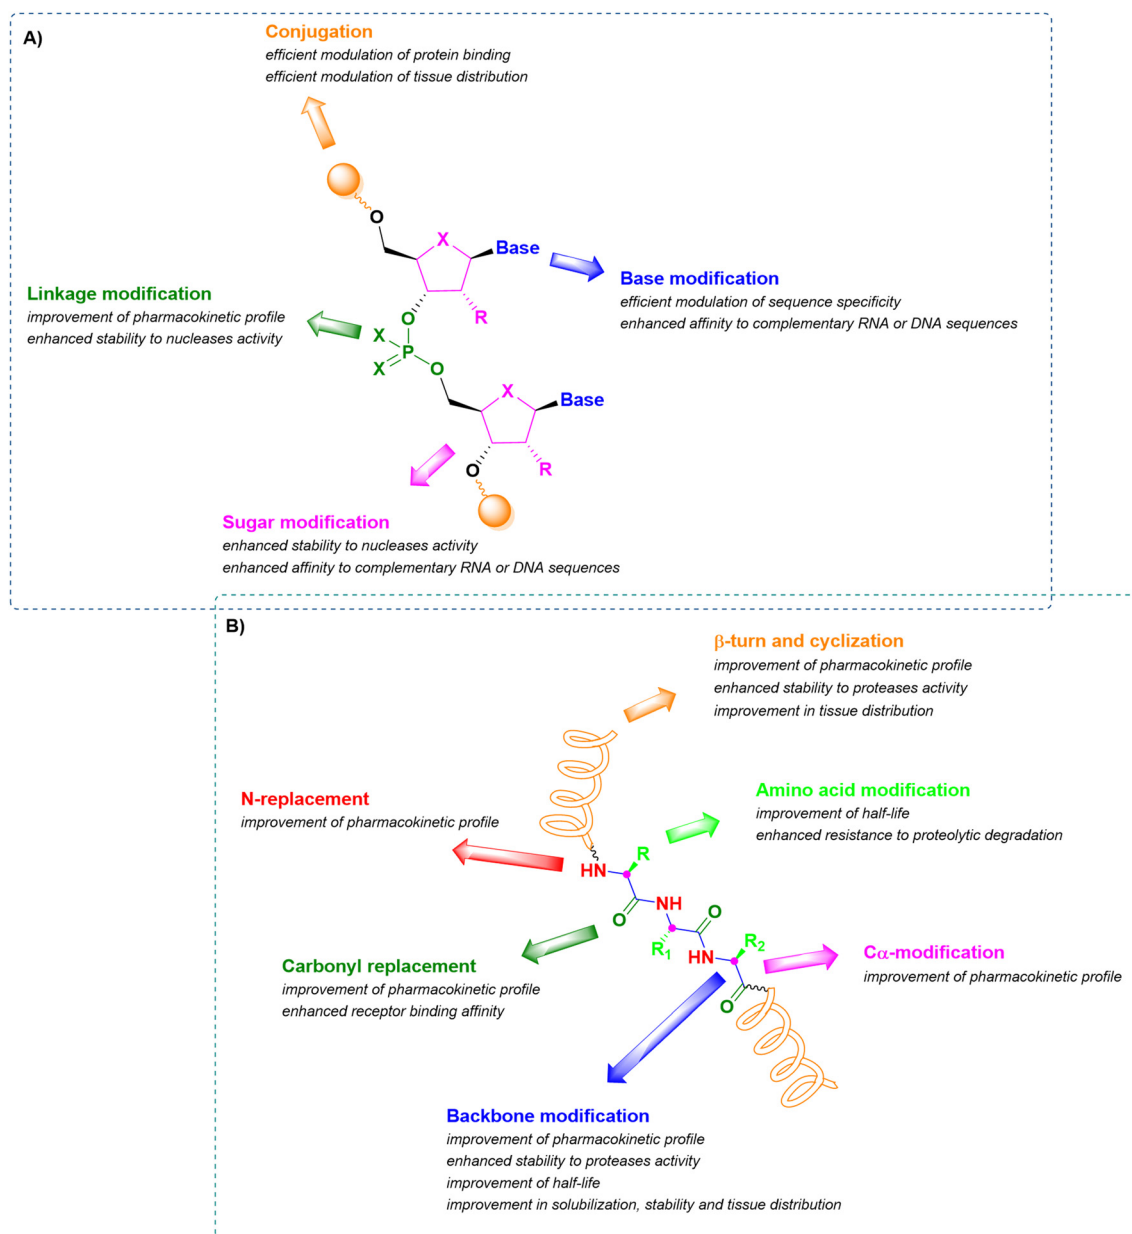 A)
Conjugation
efficient modulation of protein binding
efficient modulation of tissue distribution
O
X
Base
Base modification
efficient modulation of sequence specificity
enhanced affinity to complementary RNA or DNA sequences
Linkage modification
improvement of pharmacokinetic profile
enhanced stability to nucleases activity
O
R
X
P
X
O
X
Base
O
R
Sugar modification
enhanced stability to nucleases activity
enhanced affinity to complementary RNA or DNA sequences
B)
β-turn and cyclization
improvement of pharmacokinetic profile
enhanced stability to proteases activity
improvement in tissue distribution
N-replacement
improvement of pharmacokinetic profile
Amino acid modification
improvement of half-life
enhanced resistance to proteolytic degradation
R
HN
NH
O
O
R1
R2
HN
O
Carbonyl replacement
improvement of pharmacokinetic profile
enhanced receptor binding affinity
Cα-modification
improvement of pharmacokinetic profile
Backbone modification
improvement of pharmacokinetic profile
enhanced stability to proteases activity
improvement of half-life
improvement in solubilization, stability and tissue distribution